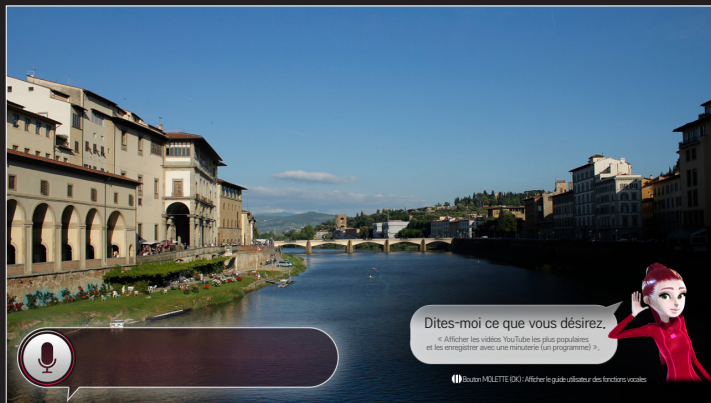 Dites-moi ce que vous désirez.
« Afficher les vidéos YouTube les plus populaires
et les enregistrer avec une minuterie (un programme) ».
Bouton MOLETTE (OK) : Afficher le guide utilisateur des fonctions vocales